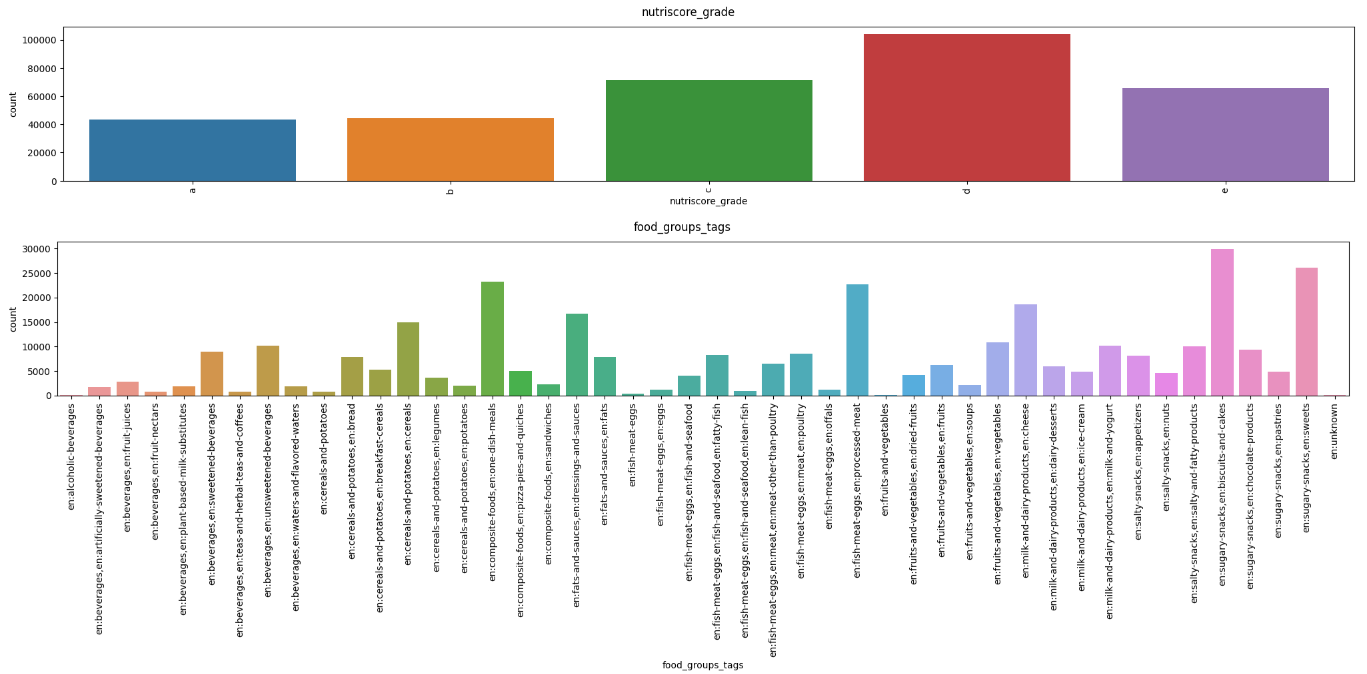 nutriscore_grade
100000
80000
60000
40000
20000
0
count
a
b
c
d
e
nutriscore_grade
food_groups_tags
30000
25000
20000
15000
10000
5000
0
count
en:alcoholic-beverages
en:beverages,en:artificially-sweetened-beverages
en:beverages,en:fruit-juices
en:beverages,en:fruit-nectars
en:beverages,en:plant-based-milk-substitutes
en:beverages,en:sweetened-beverages
en:beverages,en:teas-and-herbal-teas-and-coffees
en:beverages,en:unsweetened-beverages
en:beverages,en:waters-and-flavored-waters
en:cereals-and-potatoes
en:cereals-and-potatoes,en:bread
en:cereals-and-potatoes,en:breakfast-cereals
en:cereals-and-potatoes,en:cereals
en:cereals-and-potatoes,en:legumes
en:cereals-and-potatoes,en:potatoes
en:composite-foods,en:one-dish-meals
en:composite-foods,en:pizza-pies-and-quiches
en:composite-foods,en:sandwiches
en:fats-and-sauces,en:dressings-and-sauces
en:fats-and-sauces,en:fats
en:fish-meat-eggs
en:fish-meat-eggs,en:eggs
en:fish-meat-eggs,en:fish-and-seafood
en:fish-meat-eggs,en:fish-and-seafood,en:fatty-fish
en:fish-meat-eggs,en:fish-and-seafood,en:lean-fish
en:fish-meat-eggs,en:meat,en:meat-other-than-poultry
en:fish-meat-eggs,en:meat,en:poultry
en:fish-meat-eggs,en:offals
en:fish-meat-eggs,en:processed-meat
en:fruits-and-vegetables
en:fruits-and-vegetables,en:dried-fruits
en:fruits-and-vegetables,en:fruits
en:fruits-and-vegetables,en:soups
en:fruits-and-vegetables,en:vegetables
en:milk-and-dairy-products,en:cheese
en:milk-and-dairy-products,en:dairy-desserts
en:milk-and-dairy-products,en:ice-cream
en:milk-and-dairy-products,en:milk-and-yogurt
en:salty-snacks,en:appetizers
en:salty-snacks,en:nuts
en:salty-snacks,en:salty-and-fatty-products
en:sugary-snacks,en:biscuits-and-cakes
en:sugary-snacks,en:chocolate-products
en:sugary-snacks,en:pastries
en:sugary-snacks,en:sweets
en:unknown
food_groups_tags